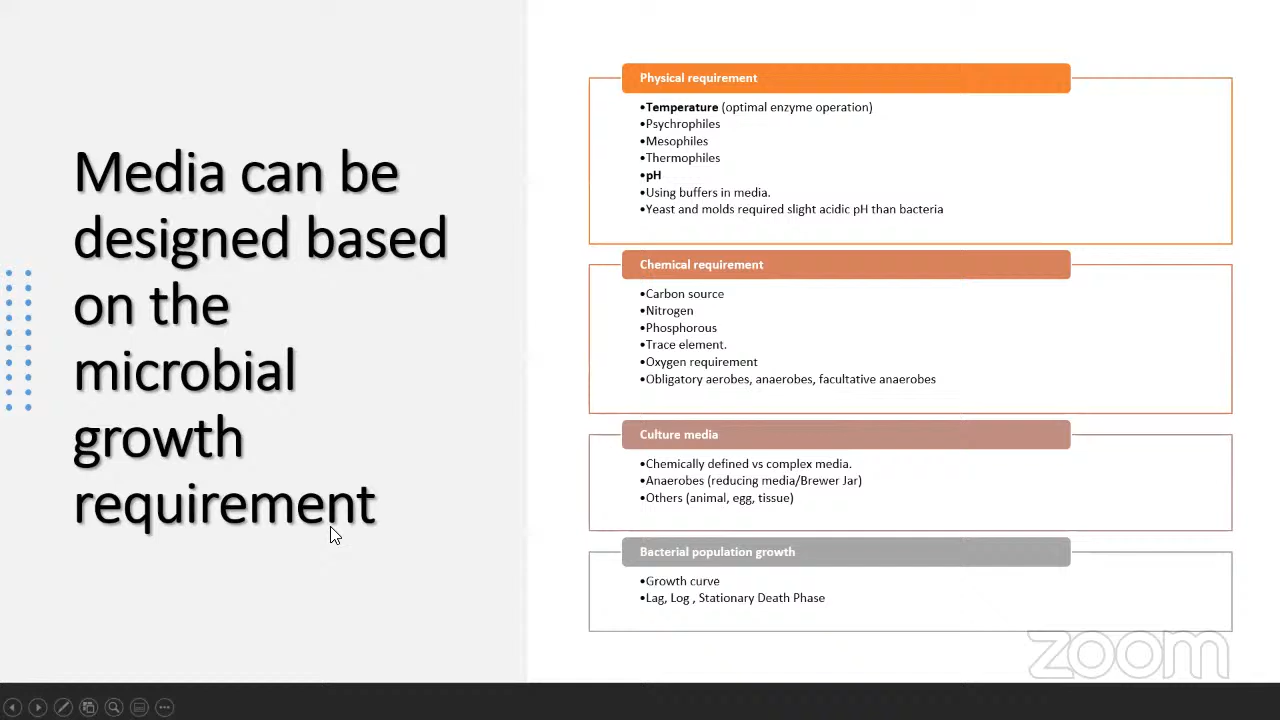 Media can be
designed based
on the
microbial
growth
requirement
Physical requirement
•Temperature (optimal enzyme operation)
•Psychrophiles
•Mesophiles
•Thermophiles
•pH
•Using buffers in media.
•Yeast and molds required slight acidic pH than bacteria
Chemical requirement
•Carbon source
•Nitrogen
•Phosphorous
•Trace element.
•Oxygen requirement
•Obligatory aerobes, anaerobes, facultative anaerobes
Culture media
•Chemically defined vs complex media.
•Anaerobes (reducing media/Brewer Jar)
•Others (animal, egg, tissue)
Bacterial population growth
•Growth curve
•Lag, Log , Stationary Death Phase
zoom